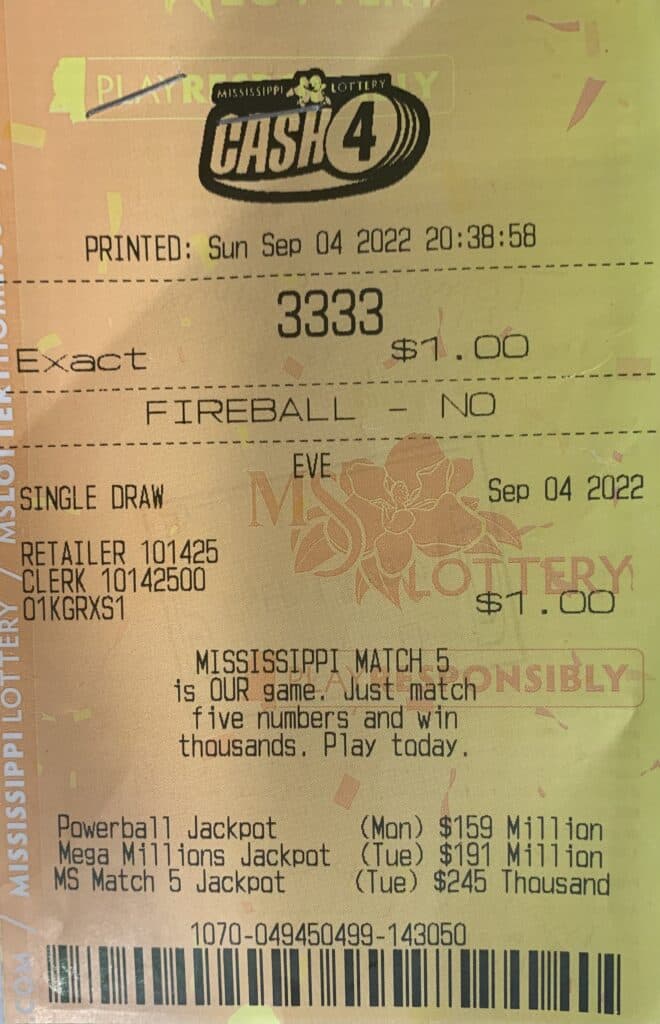 LOTTERY
PLAY RESPONSIBLY
MISSISSIPPI LOTTERY
CASH 4
PRINTED: Sun Sep 04 2022 20:38:58
3333
Exact $1.00
FIREBALL - NO
EVE
SINGLE DRAW Sep 04 2022
MS
LOTTERY
RETAILER 101425
CLERK 10142500
01KGRXS1 $1.00
MISSISSIPPI MATCH 5
is OUR game. Just match
five numbers and win
thousands. Play today.
PLAY RESPONSIBLY
Powerball Jackpot (Mon) $159 Million
Mega Millions Jackpot (Tue) $191 Million
MS Match 5 Jackpot (Tue) $245 Thousand
1070-049450499-143050
COM / MISSISSIPPI LOTTERY / MSLOTTERYHOME.CO